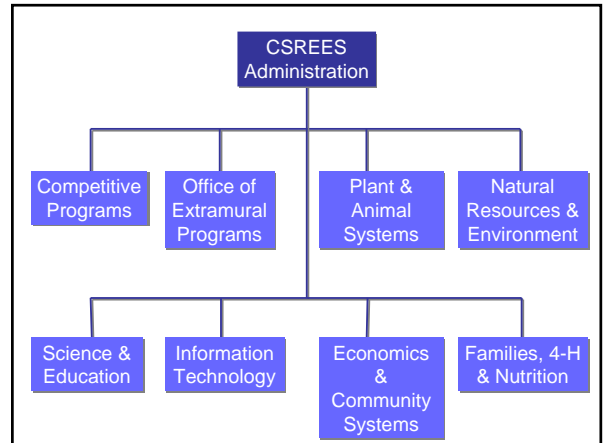 CSREES
Administration
Competitive
Programs
Office of
Extramural
Programs
Plant &
Animal
Systems
Natural
Resources &
Environment
Science &
Education
Information
Technology
Economics
&
Community
Systems
Families, 4-H
& Nutrition